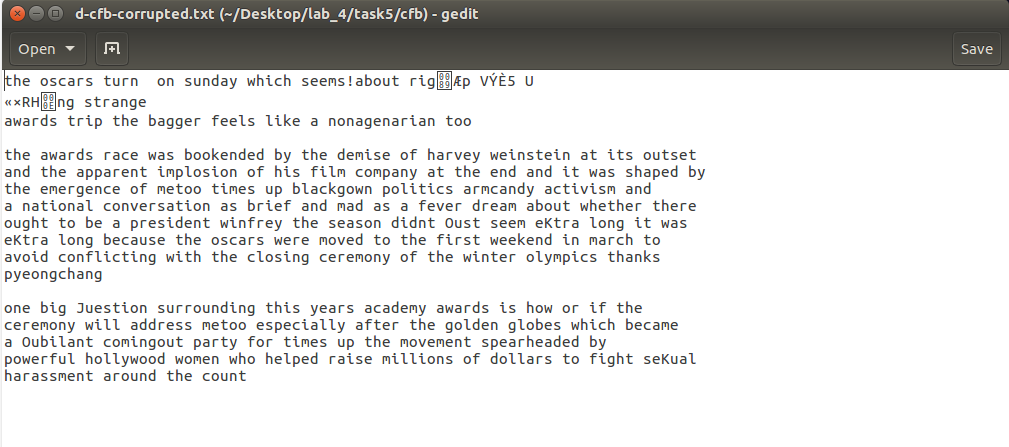 d-cfb-corrupted.txt (~/Desktop/lab_4/task5/cfb) - gedit
Open
Save
the oscars turn  on sunday which seems!about rig Æp VÝÈ5 U
«×RH ng strange
awards trip the bagger feels like a nonagenarian too
the awards race was bookended by the demise of harvey weinstein at its outset
and the apparent implosion of his film company at the end and it was shaped by
the emergence of metoo times up blackgown politics armcandy activism and
a national conversation as brief and mad as a fever dream about whether there
ought to be a president winfrey the season didnt Oust seem eKtra long it was
eKtra long because the oscars were moved to the first weekend in march to
avoid conflicting with the closing ceremony of the winter olympics thanks
pyeongchang
one big Juestion surrounding this years academy awards is how or if the
ceremony will address metoo especially after the golden globes which became
a Oubilant comingout party for times up the movement spearheaded by
powerful hollywood women who helped raise millions of dollars to fight seKual
harassment around the count